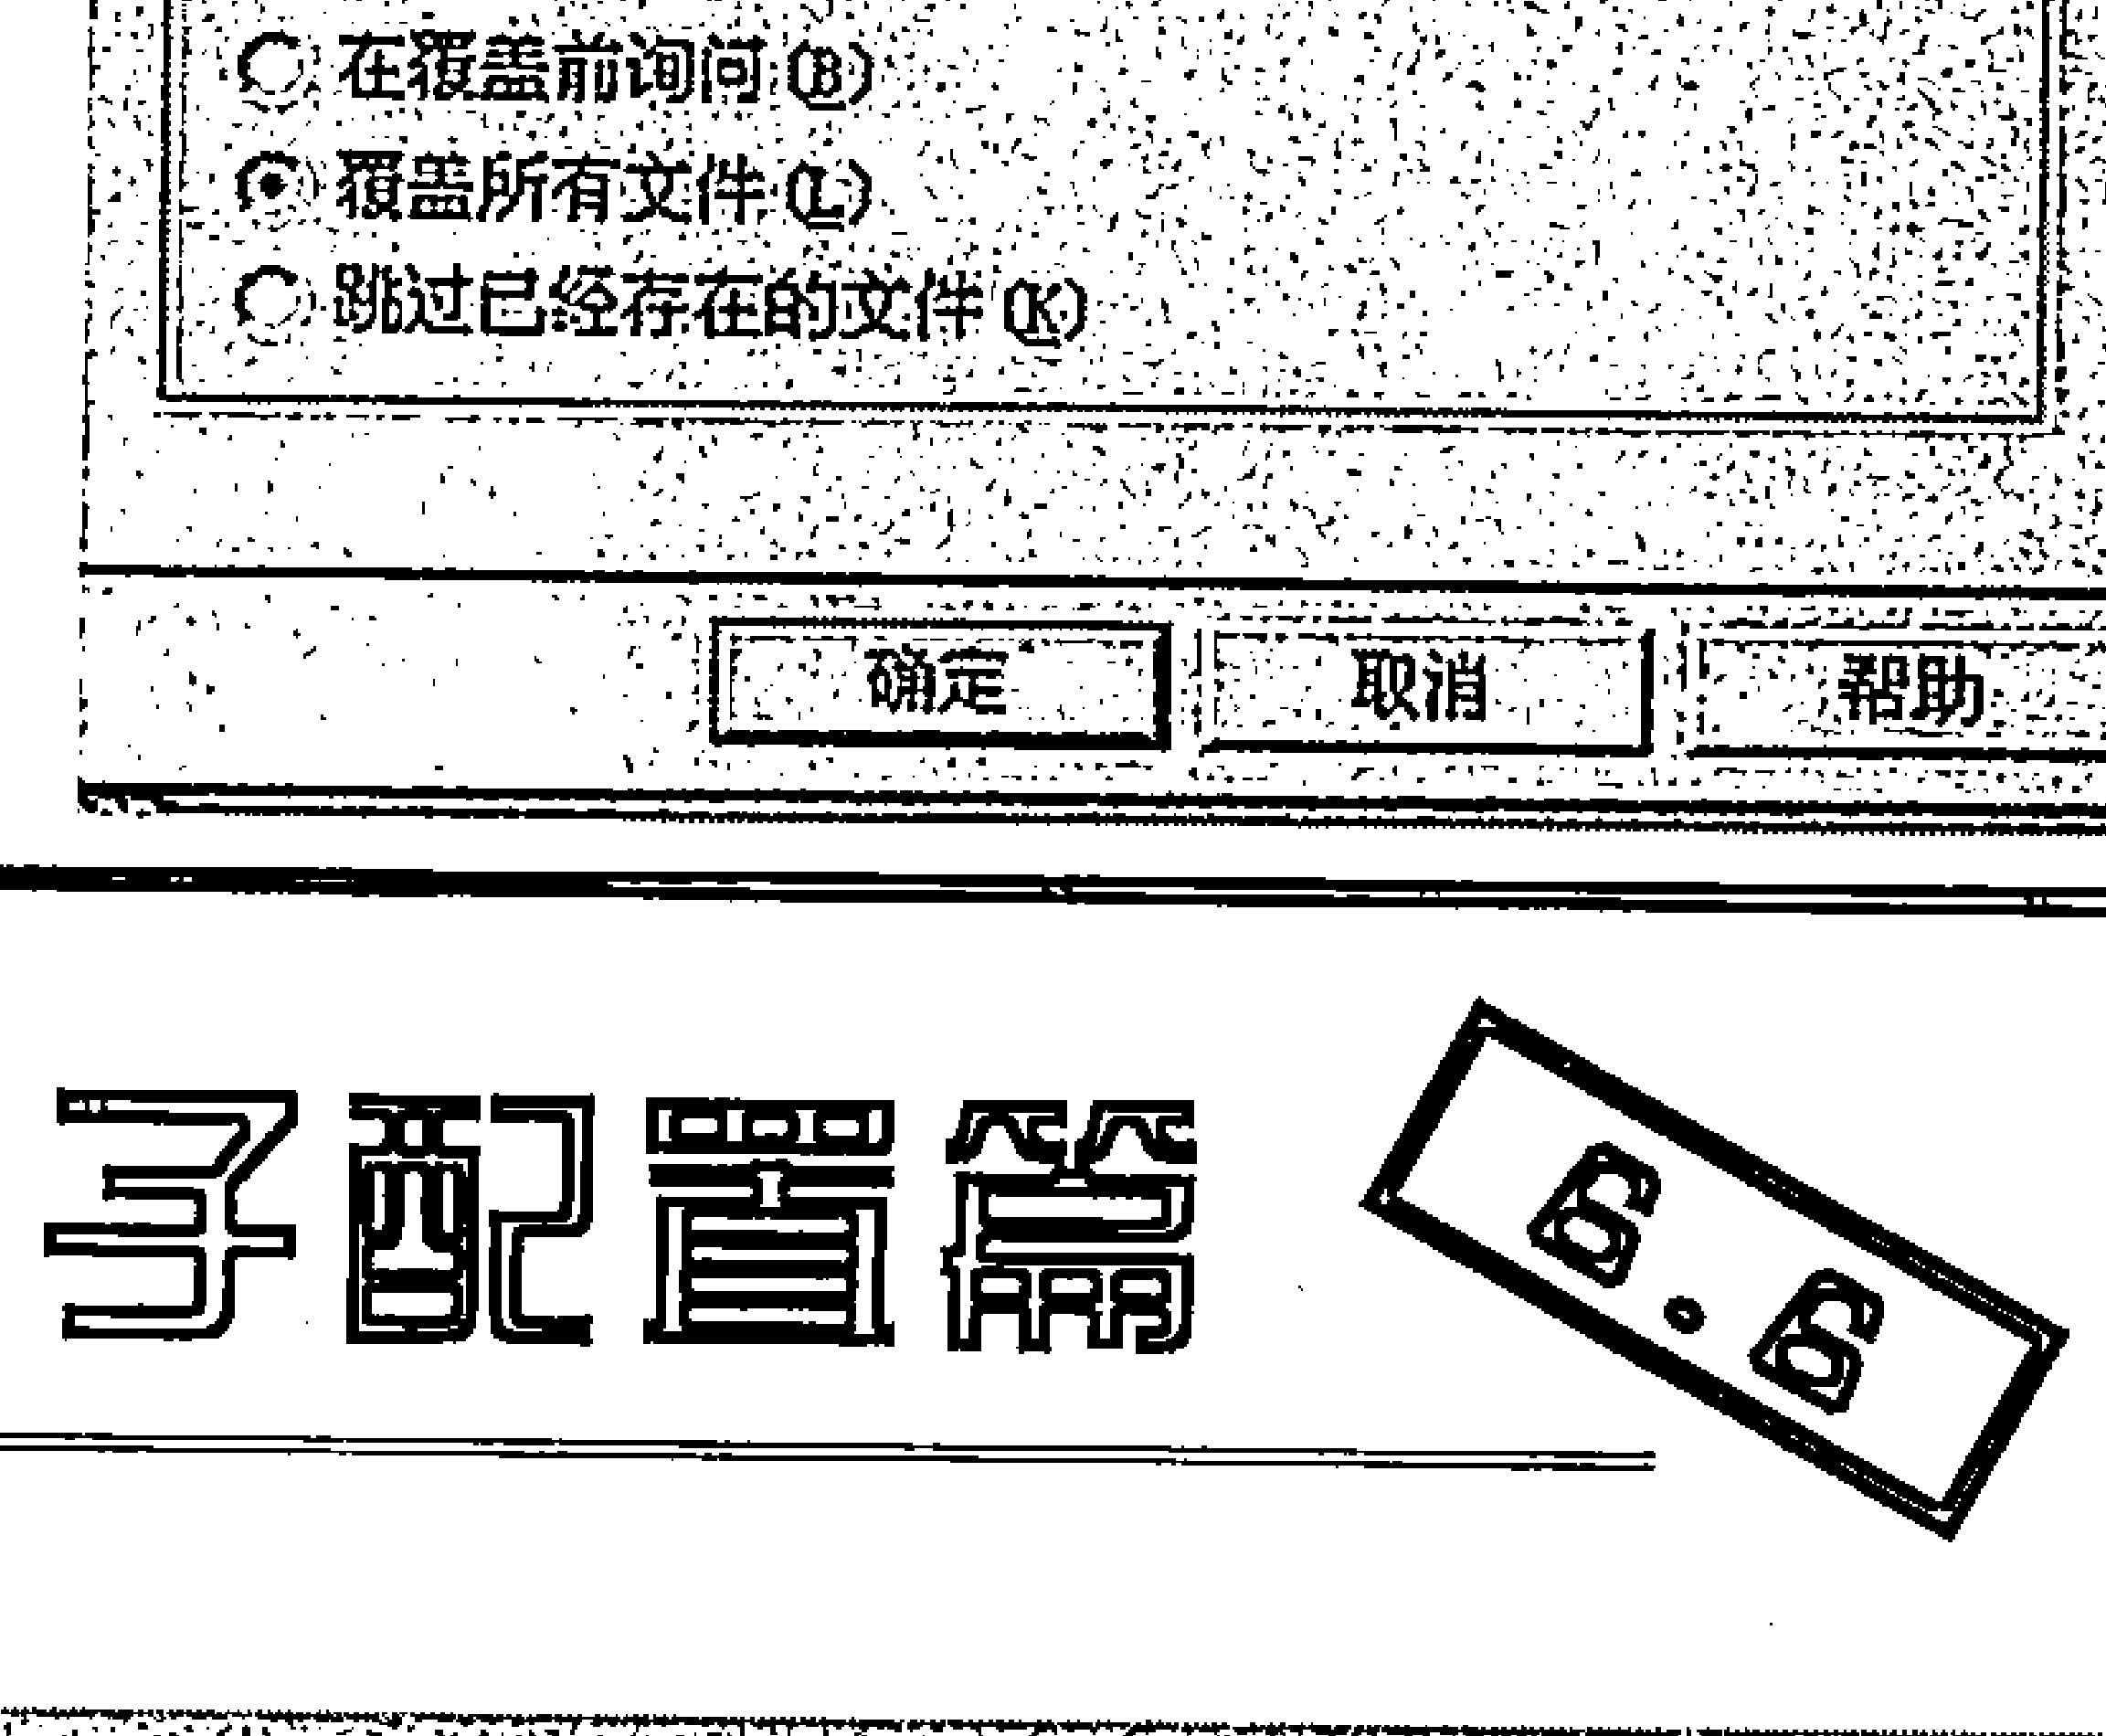 在覆盖前询问(B)
覆盖所有文件(L)
跳过已经存在的文件(K)
确定 取消 帮助
子配置篇
6.6